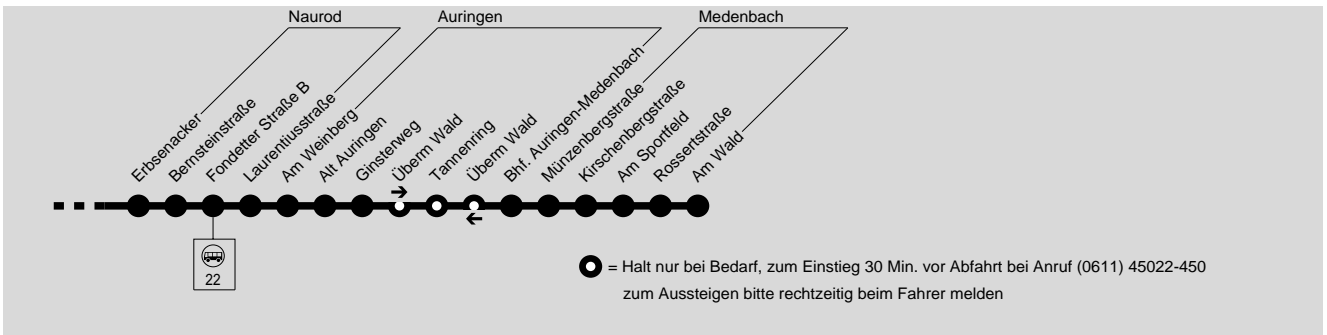 Naurod
Auringen
Medenbach
Erbsenacker
Bernsteinstraße
Fondetter Straße B
Laurentiusstraße
Am Weinberg
Alt Auringen
Ginsterweg
Überm Wald
Tannenring
Überm Wald
Bhf. Auringen-Medenbach
Münzenbergstraße
Kirschenbergstraße
Am Sportfeld
Rossertstraße
Am Wald
22
= Halt nur bei Bedarf, zum Einstieg 30 Min. vor Abfahrt bei Anruf (0611) 45022-450
zum Aussteigen bitte rechtzeitig beim Fahrer melden